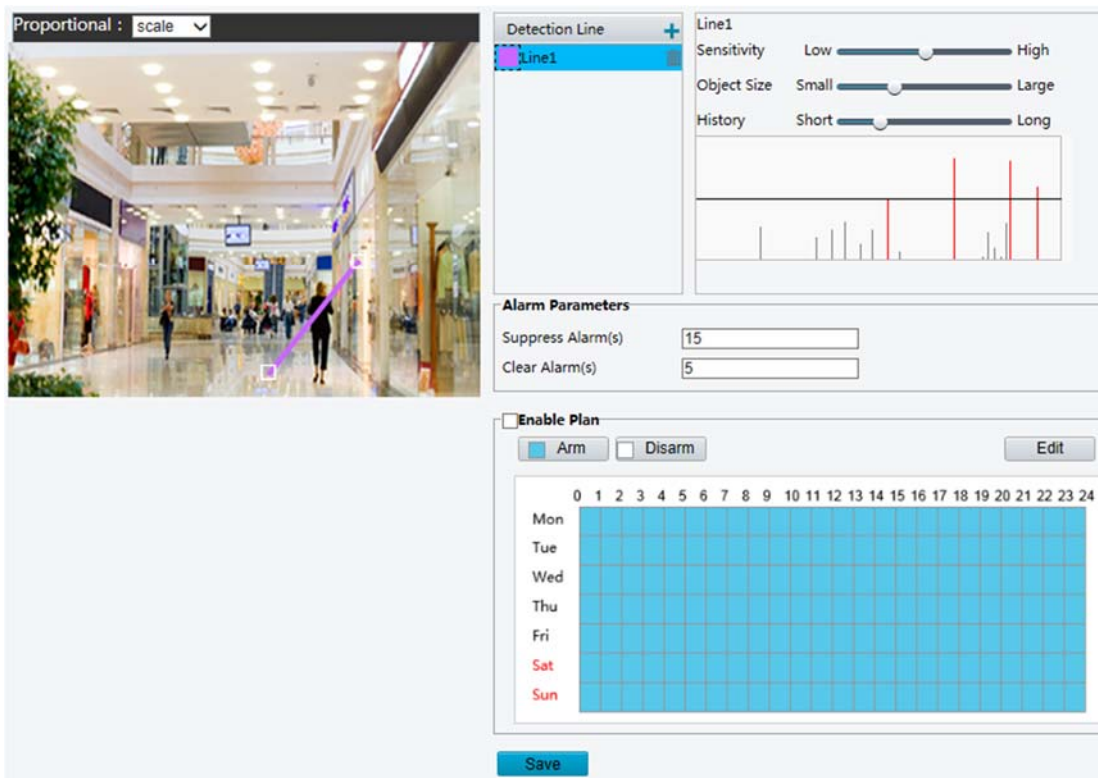 Proportional : scale
Detection Line +
Line1
Line1
Sensitivity Low High
Object Size Small Large
History Short Long
Alarm Parameters
Suppress Alarm(s) 15
Clear Alarm(s) 5
Enable Plan
Arm Disarm Edit
0 1 2 3 4 5 6 7 8 9 10 11 12 13 14 15 16 17 18 19 20 21 22 23 24
Mon
Tue
Wed
Thu
Fri
Sat
Sun
Save